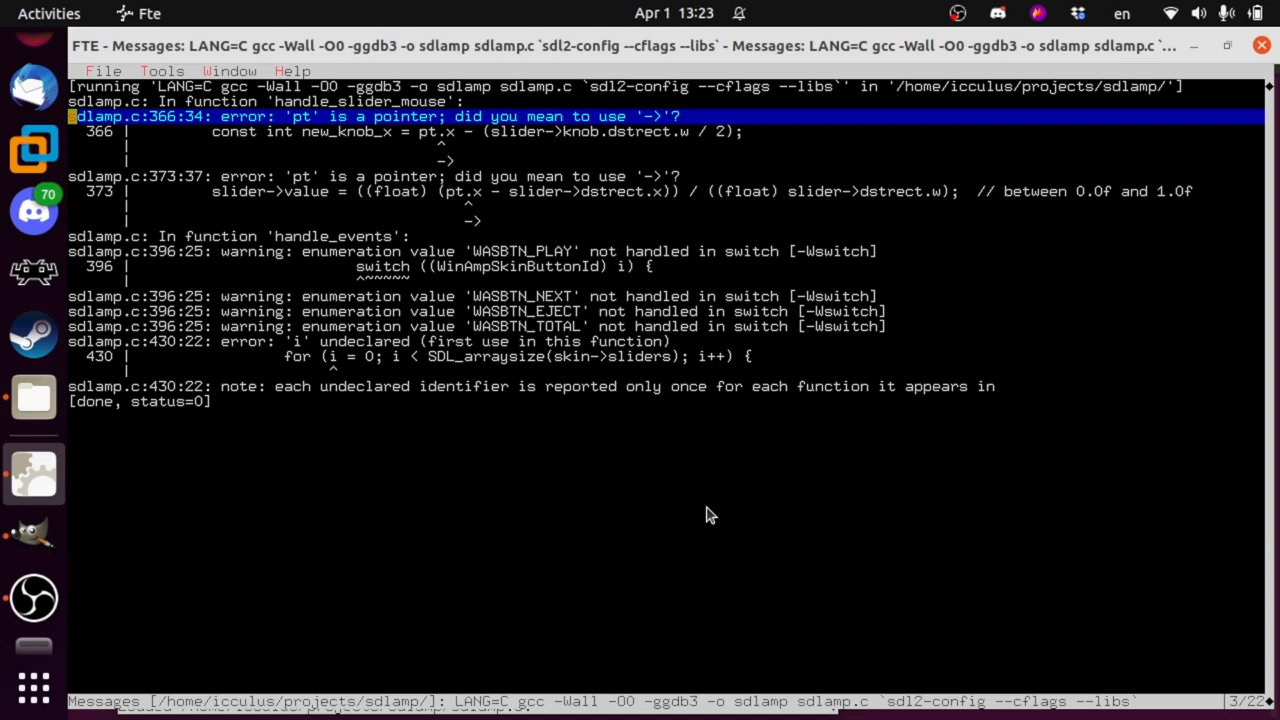 Activities
Fte
Apr 1 13:23
en
FTE - Messages: LANG=C gcc -Wall -O0 -ggdb3 -o sdlamp sdlamp.c `sdl2-config --cflags --libs` - Messages: LANG=C gcc -Wall -O0 -ggdb3 -o sdlamp sdlamp.c `...
File Tools Window Help
[running 'LANG=C gcc -Wall -O0 -ggdb3 -o sdlamp sdlamp.c `sdl2-config --cflags --libs`' in '/home/icculus/projects/sdlamp/']
sdlamp.c: In function 'handle_slider_mouse':
sdlamp.c:366:34: error: 'pt' is a pointer; did you mean to use '->'?
366 | const int new_knob_x = pt.x - (slider->knob.dstrect.w / 2);
| ^
| ->
sdlamp.c:373:37: error: 'pt' is a pointer; did you mean to use '->'?
373 | slider->value = ((float) (pt.x - slider->dstrect.x)) / ((float) slider->dstrect.w); // between 0.0f and 1.0f
| ^
| ->
sdlamp.c: In function 'handle_events':
sdlamp.c:396:25: warning: enumeration value 'WASBTN_PLAY' not handled in switch [-Wswitch]
396 | switch ((WinAmpSkinButtonId) i) {
| ^~~~~~
sdlamp.c:396:25: warning: enumeration value 'WASBTN_NEXT' not handled in switch [-Wswitch]
sdlamp.c:396:25: warning: enumeration value 'WASBTN_EJECT' not handled in switch [-Wswitch]
sdlamp.c:396:25: warning: enumeration value 'WASBTN_TOTAL' not handled in switch [-Wswitch]
sdlamp.c:430:22: error: 'i' undeclared (first use in this function)
430 | for (i = 0; i < SDL_arraysize(skin->sliders); i++) {
| ^
sdlamp.c:430:22: note: each undeclared identifier is reported only once for each function it appears in
[done, status=0]
70
Messages [/home/icculus/projects/sdlamp/]: LANG=C gcc -Wall -O0 -ggdb3 -o sdlamp sdlamp.c `sdl2-config --cflags --libs` 3/22